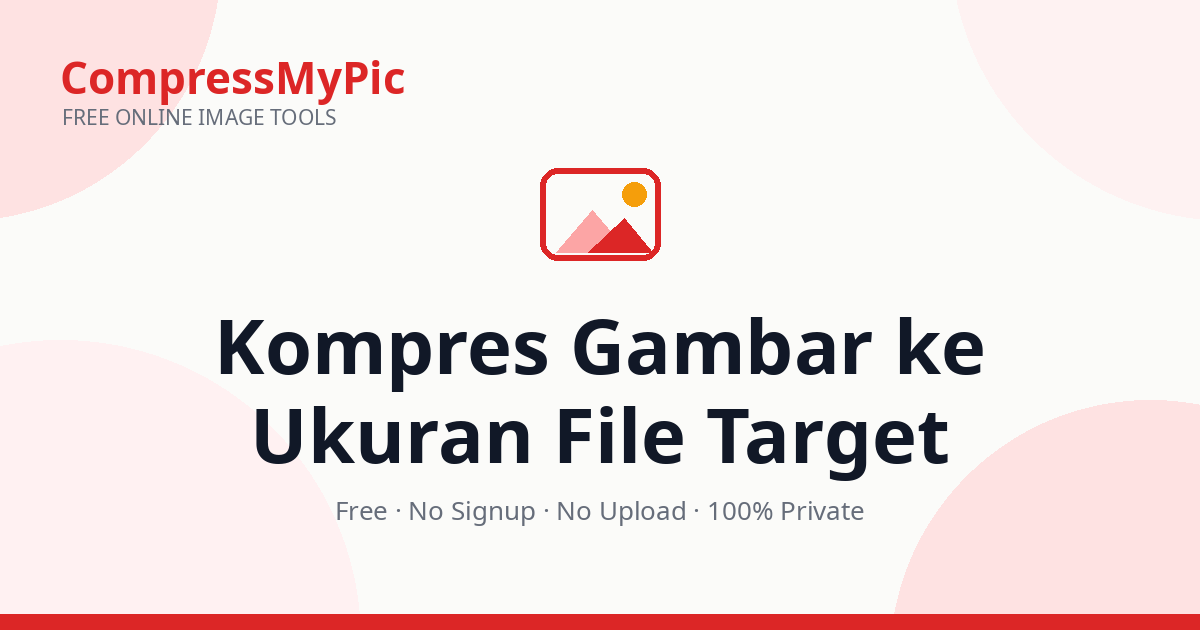 CompressMyPic
FREE ONLINE IMAGE TOOLS
Kompres Gambar ke
Ukuran File Target
Free · No Signup · No Upload · 100% Private